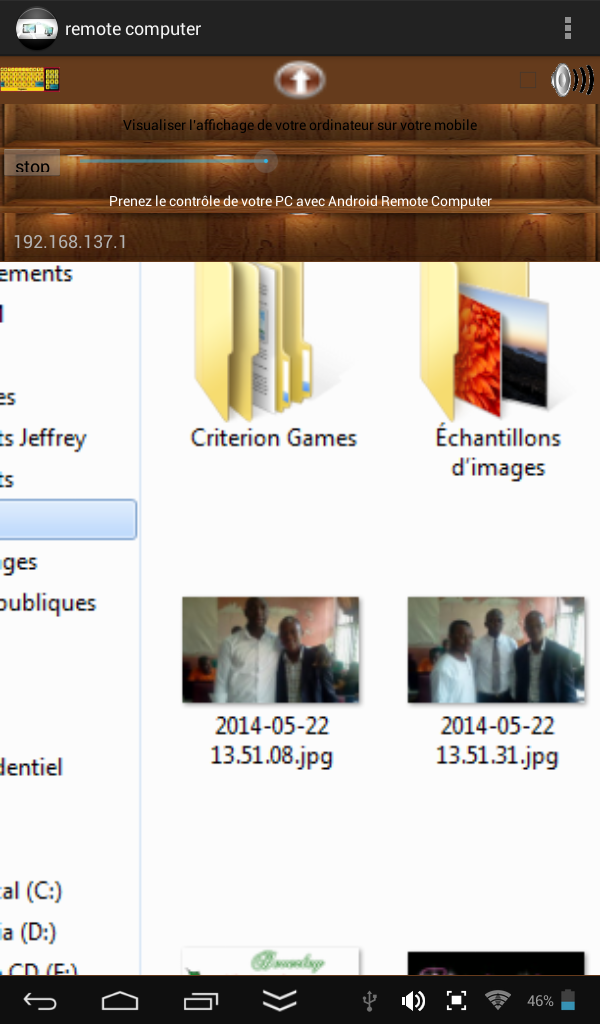 remote computer
Visualiser l'affichage de votre ordinateur sur votre mobile
stop
Prenez le contrôle de votre PC avec Android Remote Computer
192.168.137.1
ements
es
ts Jeffrey
ts
ges
publiques
dentiel
cal (C:)
ia (D:)
CD (F:)
Criterion Games
Échantillons
d'images
2014-05-22
13.51.08.jpg
2014-05-22
13.51.31.jpg
46%